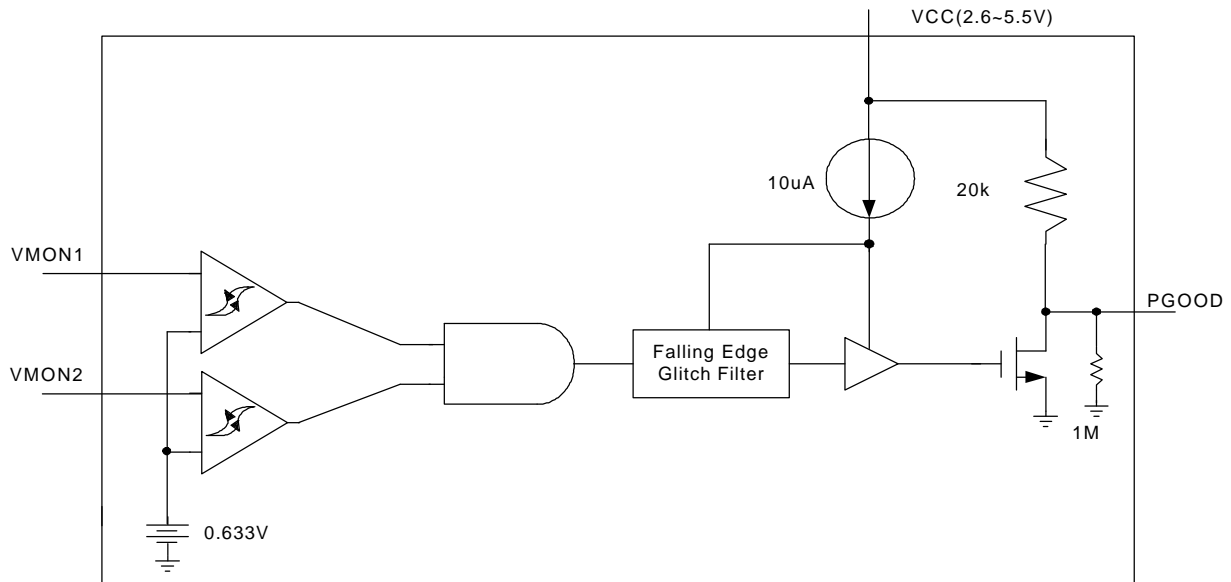 VCC(2.6~5.5V)
10uA
20k
VMON1
PGOOD
Falling Edge
Glitch Filter
VMON2
1M
0.633V